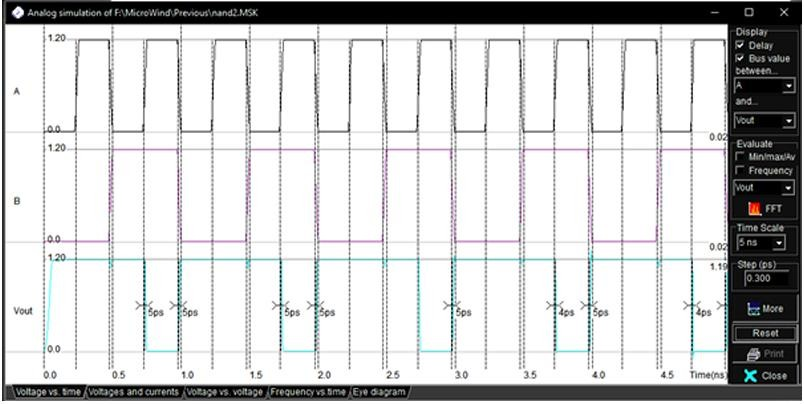 Analog simulation of F:\MicroWind\Previous\nand2.MSK
1.20
A
0.0
0.02
1.20
B
0.0
0.02
1.20
1.19
Vout
5ps 5ps 5ps 5ps 5ps 4ps 5ps 4ps
0.0
0.0 0.5 1.0 1.5 2.0 2.5 3.0 3.5 4.0 4.5 Time(ns)
Voltage vs. time Voltages and currents Voltage vs. voltage Frequency vs.time Eye diagram
Display
Delay
Bus value
between...
A
and...
Vout
Evaluate
Min/max/Av
Frequency
Vout
FFT
Time Scale
5 ns
Step (ps)
0.300
More
Reset
Print
Close